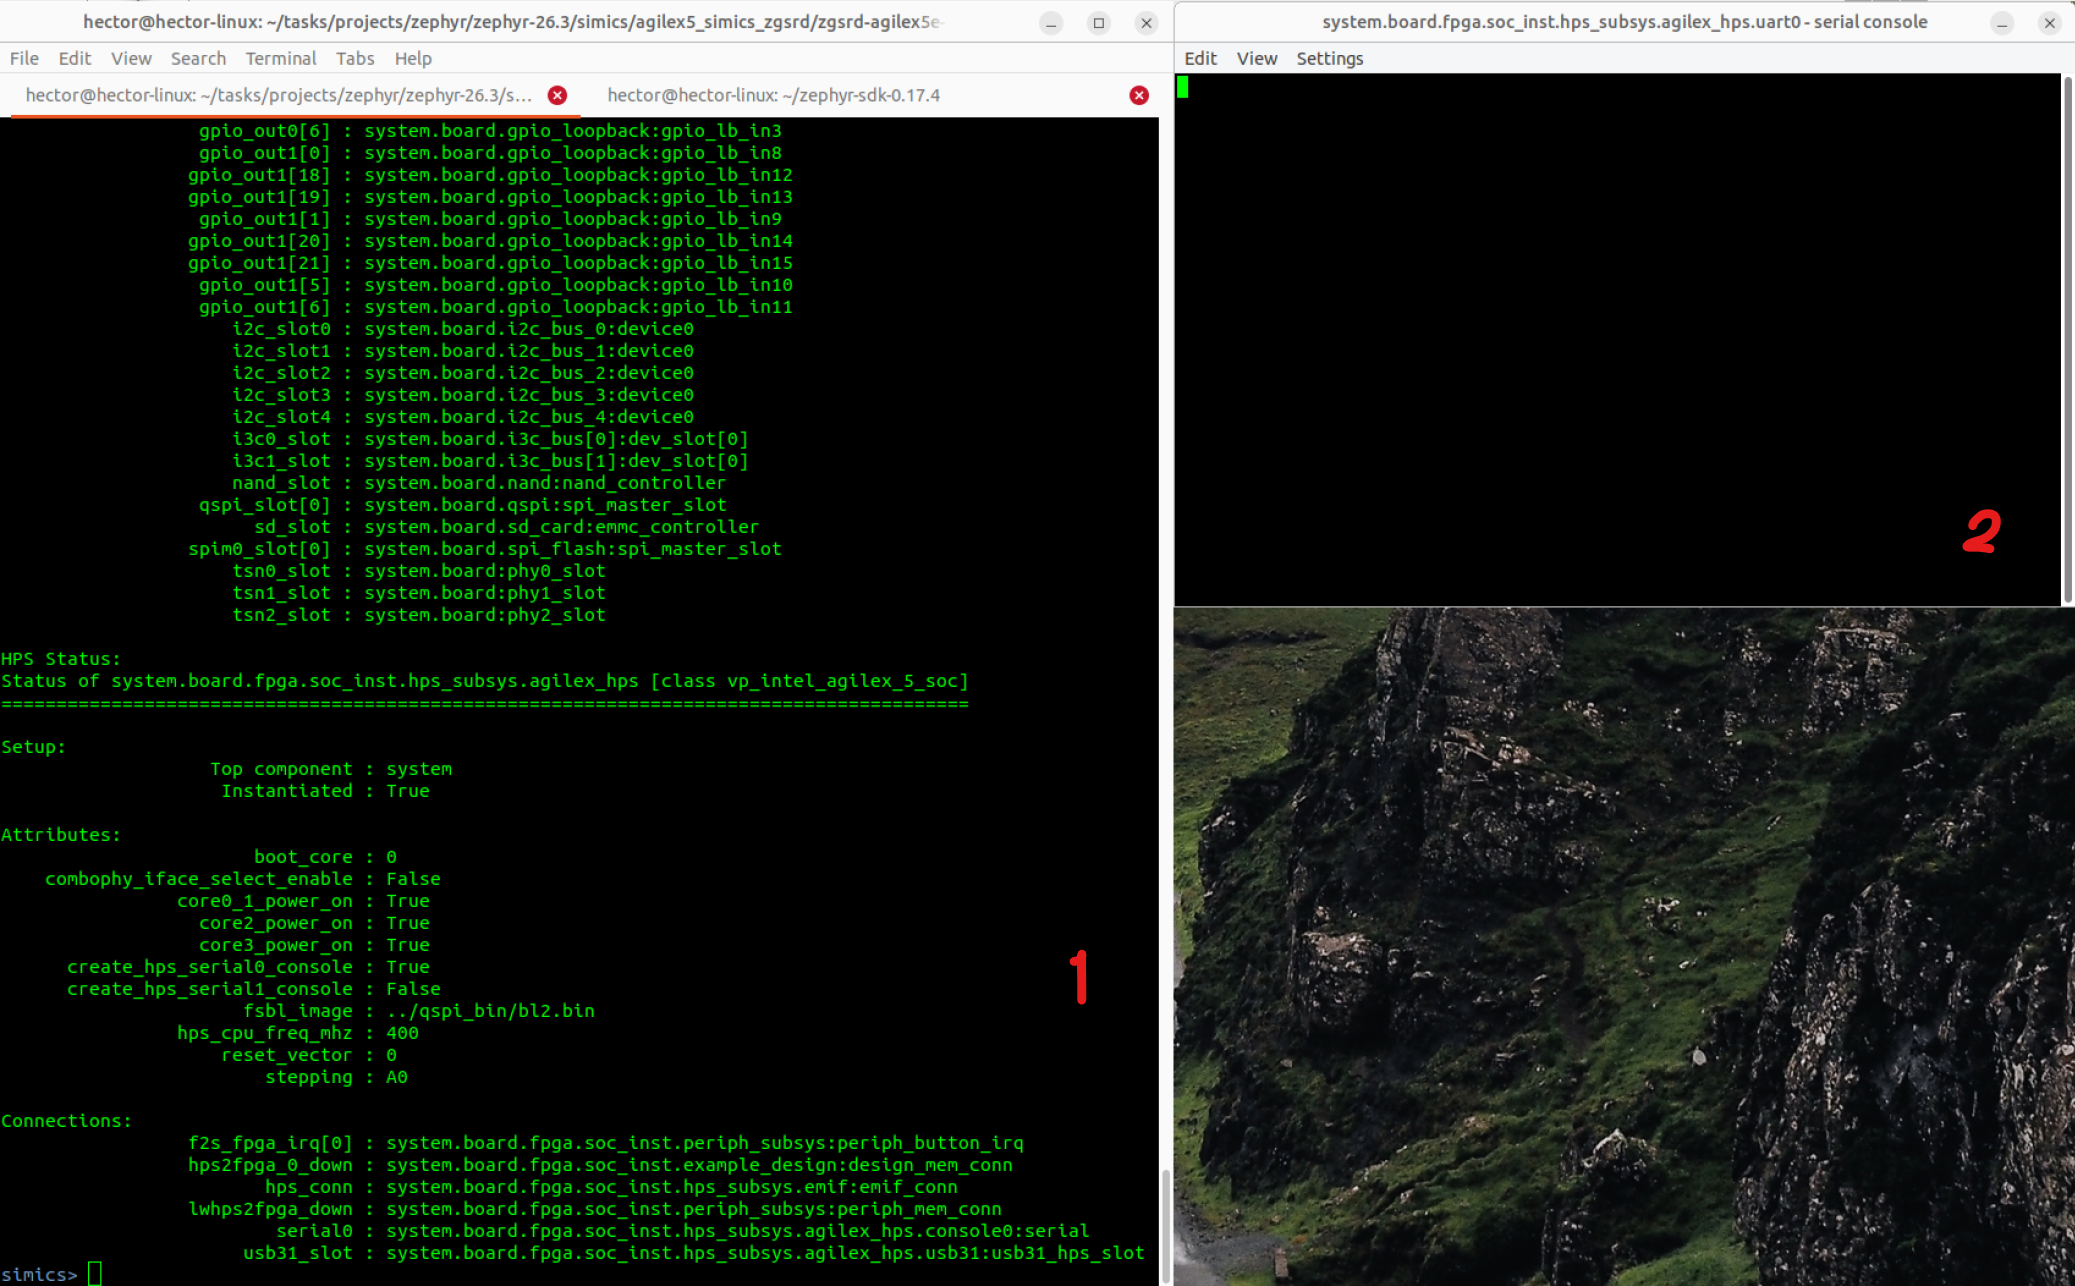 hector@hector-linux: ~/tasks/projects/zephyr/zephyr-26.3/simics/agilex5_simics_zgsrd/zgsrd-agilex5e-
File Edit View Search Terminal Tabs Help
hector@hector-linux: ~/tasks/projects/zephyr/zephyr-26.3/s...
hector@hector-linux: ~/zephyr-sdk-0.17.4
gpio_out0[6] : system.board.gpio_loopback:gpio_lb_in3
gpio_out1[0] : system.board.gpio_loopback:gpio_lb_in8
gpio_out1[18] : system.board.gpio_loopback:gpio_lb_in12
gpio_out1[19] : system.board.gpio_loopback:gpio_lb_in13
gpio_out1[1] : system.board.gpio_loopback:gpio_lb_in9
gpio_out1[20] : system.board.gpio_loopback:gpio_lb_in14
gpio_out1[21] : system.board.gpio_loopback:gpio_lb_in15
gpio_out1[5] : system.board.gpio_loopback:gpio_lb_in10
gpio_out1[6] : system.board.gpio_loopback:gpio_lb_in11
i2c_slot0 : system.board.i2c_bus_0:device0
i2c_slot1 : system.board.i2c_bus_1:device0
i2c_slot2 : system.board.i2c_bus_2:device0
i2c_slot3 : system.board.i2c_bus_3:device0
i2c_slot4 : system.board.i2c_bus_4:device0
i3c0_slot : system.board.i3c_bus[0]:dev_slot[0]
i3c1_slot : system.board.i3c_bus[1]:dev_slot[0]
nand_slot : system.board.nand:nand_controller
qspi_slot[0] : system.board.qspi:spi_master_slot
sd_slot : system.board.sd_card:emmc_controller
spim0_slot[0] : system.board.spi_flash:spi_master_slot
tsn0_slot : system.board:phy0_slot
tsn1_slot : system.board:phy1_slot
tsn2_slot : system.board:phy2_slot
HPS Status:
Status of system.board.fpga.soc_inst.hps_subsys.agilex_hps [class vp_intel_agilex_5_soc]
========================================================================================
Setup:
Top component : system
Instantiated : True
Attributes:
boot_core : 0
combophy_iface_select_enable : False
core0_1_power_on : True
core2_power_on : True
core3_power_on : True
create_hps_serial0_console : True
create_hps_serial1_console : False
fsbl_image : ../qspi_bin/bl2.bin
hps_cpu_freq_mhz : 400
reset_vector : 0
stepping : A0
Connections:
f2s_fpga_irq[0] : system.board.fpga.soc_inst.periph_subsys:periph_button_irq
hps2fpga_0_down : system.board.fpga.soc_inst.example_design:design_mem_conn
hps_conn : system.board.fpga.soc_inst.hps_subsys.emif:emif_conn
lwhps2fpga_down : system.board.fpga.soc_inst.periph_subsys:periph_mem_conn
serial0 : system.board.fpga.soc_inst.hps_subsys.agilex_hps.console0:serial
usb31_slot : system.board.fpga.soc_inst.hps_subsys.agilex_hps.usb31:usb31_hps_slot
simics>
1
system.board.fpga.soc_inst.hps_subsys.agilex_hps.uart0 - serial console
Edit View Settings
2